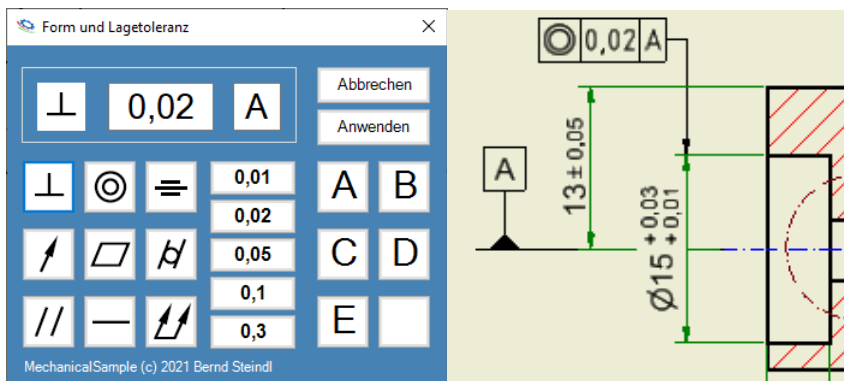 Form und Lagetoleranz
⊥ 0,02 A
Abbrechen
Anwenden
0,01
0,02
0,05
0,1
0,3
A B
C D
E
MechanicalSample (c) 2021 Bernd Steindl
◎ 0,02 A
A
13±0,05
Ø15 +0,03
+0,01